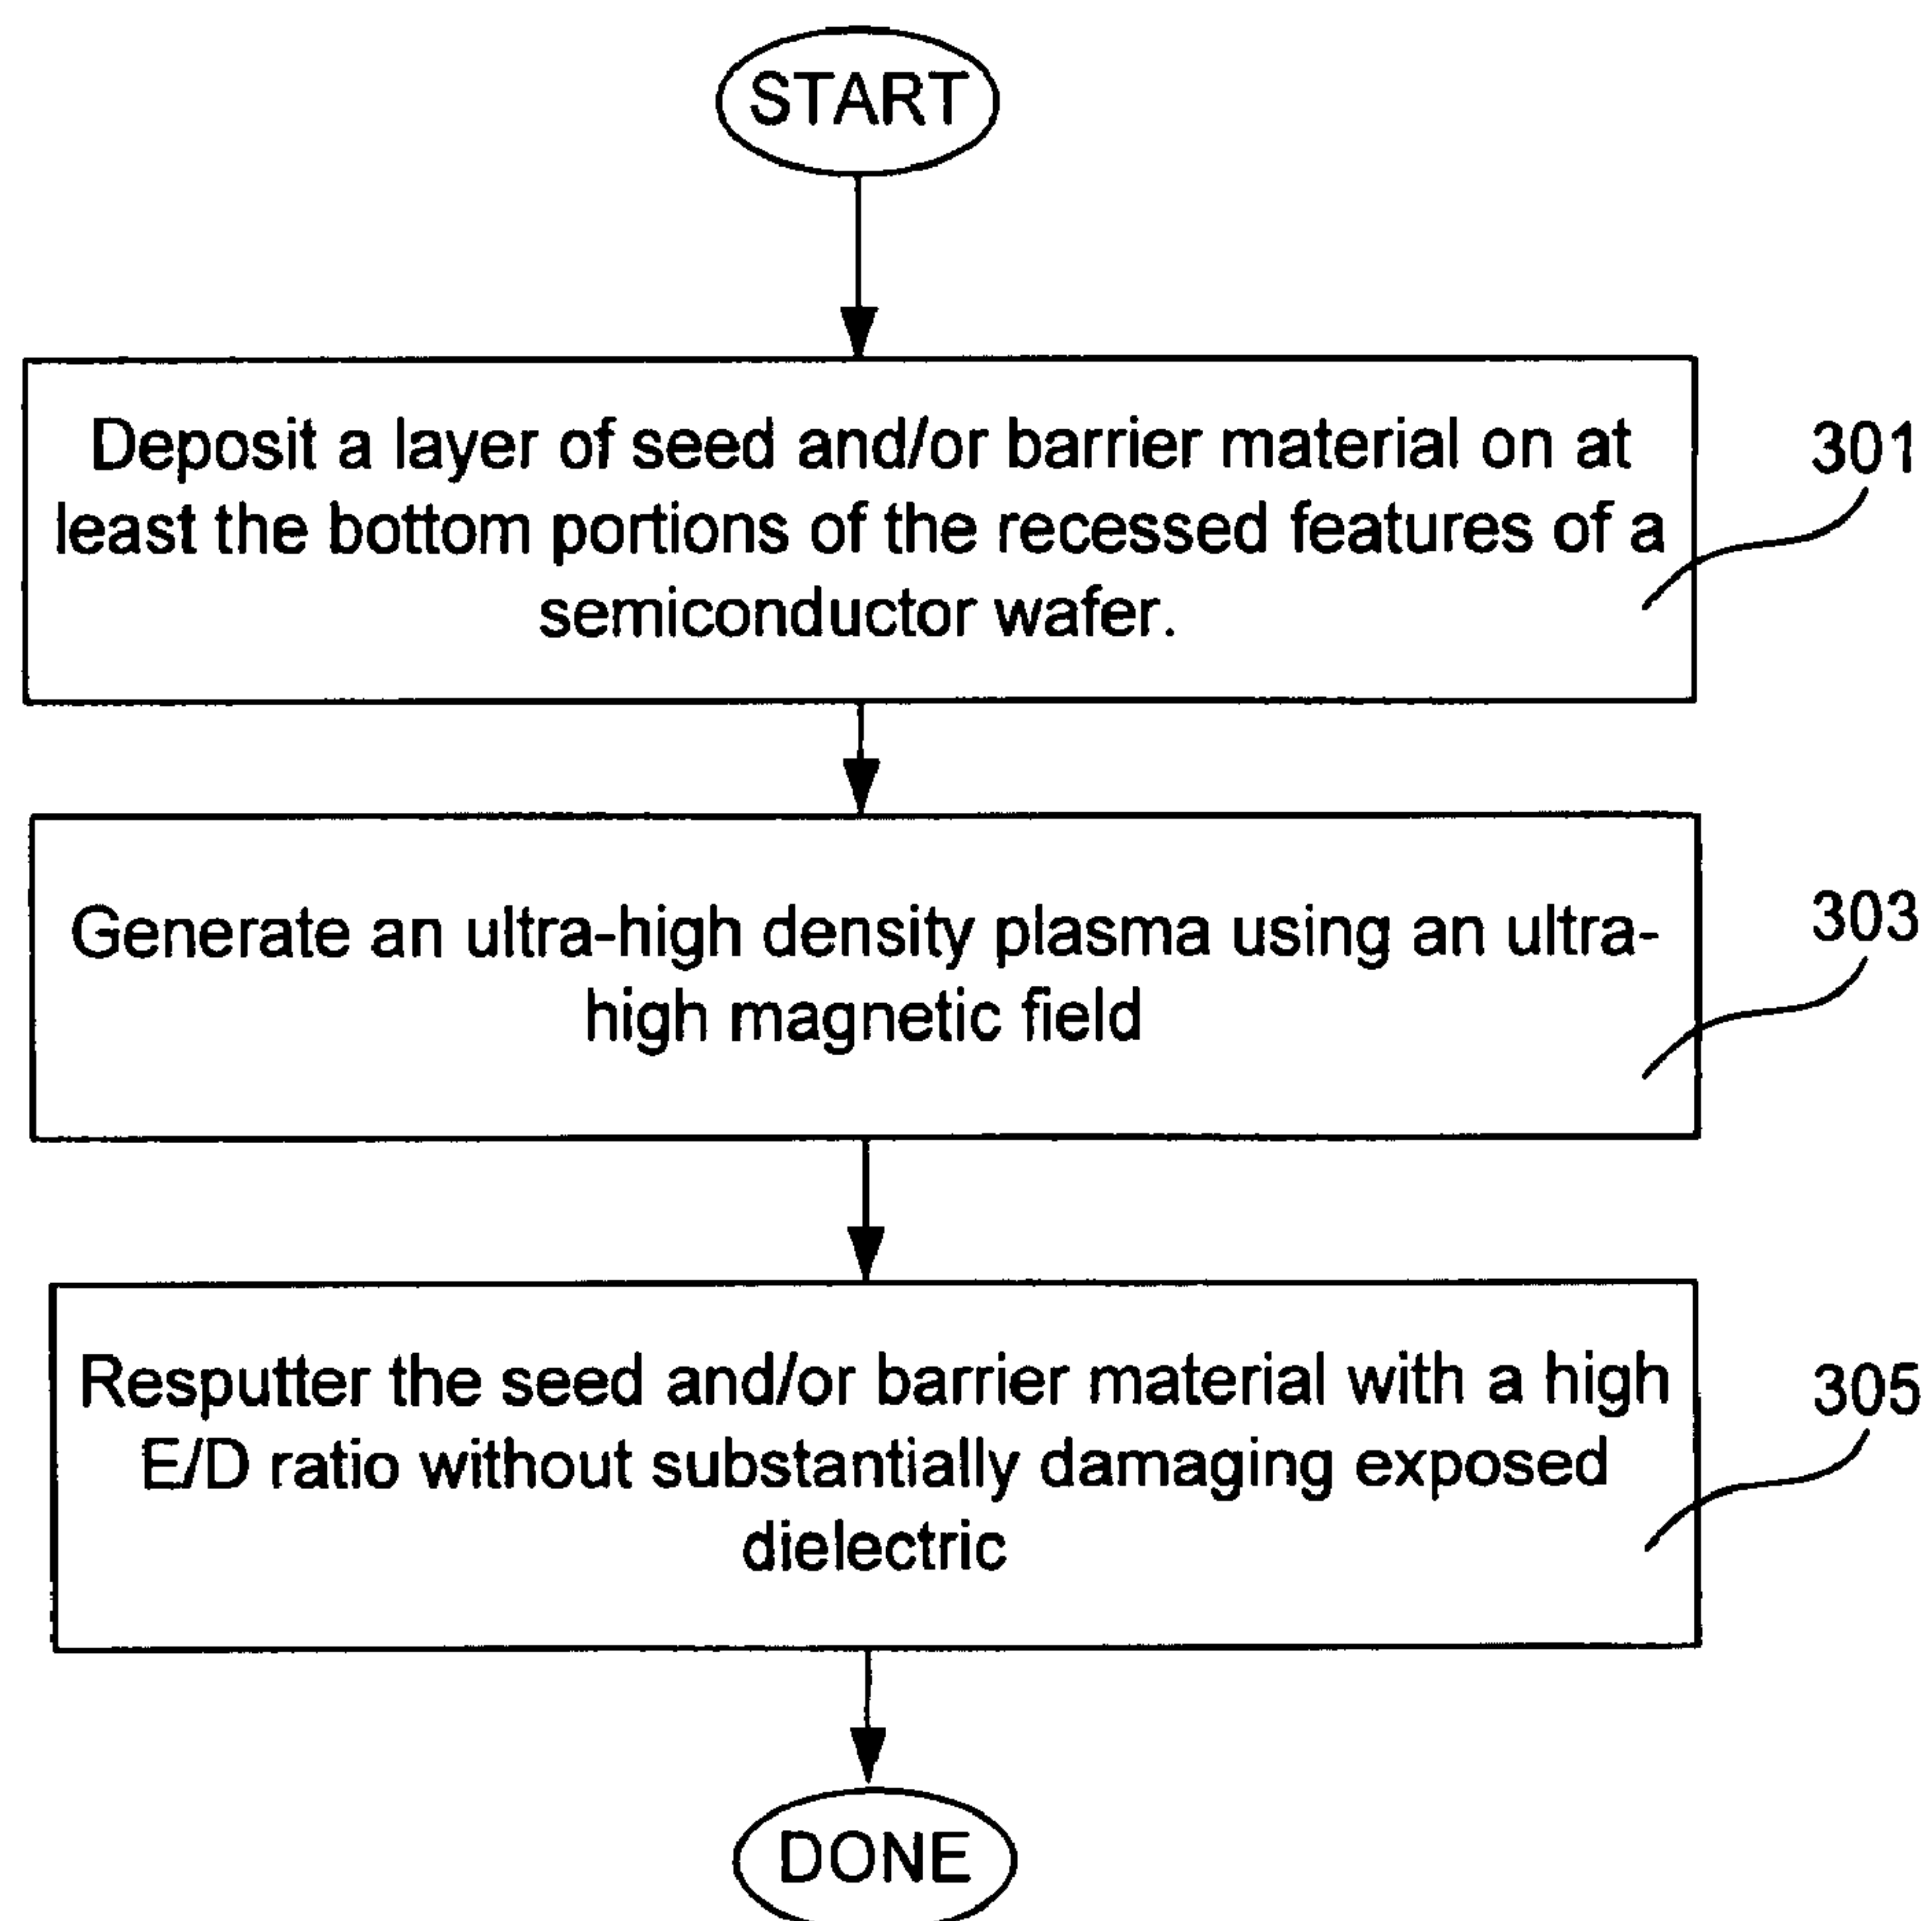 START
Deposit a layer of seed and/or barrier material on at
least the bottom portions of the recessed features of a
semiconductor wafer.
301
Generate an ultra-high density plasma using an ultra-
high magnetic field
303
Resputter the seed and/or barrier material with a high
E/D ratio without substantially damaging exposed
dielectric
305
DONE